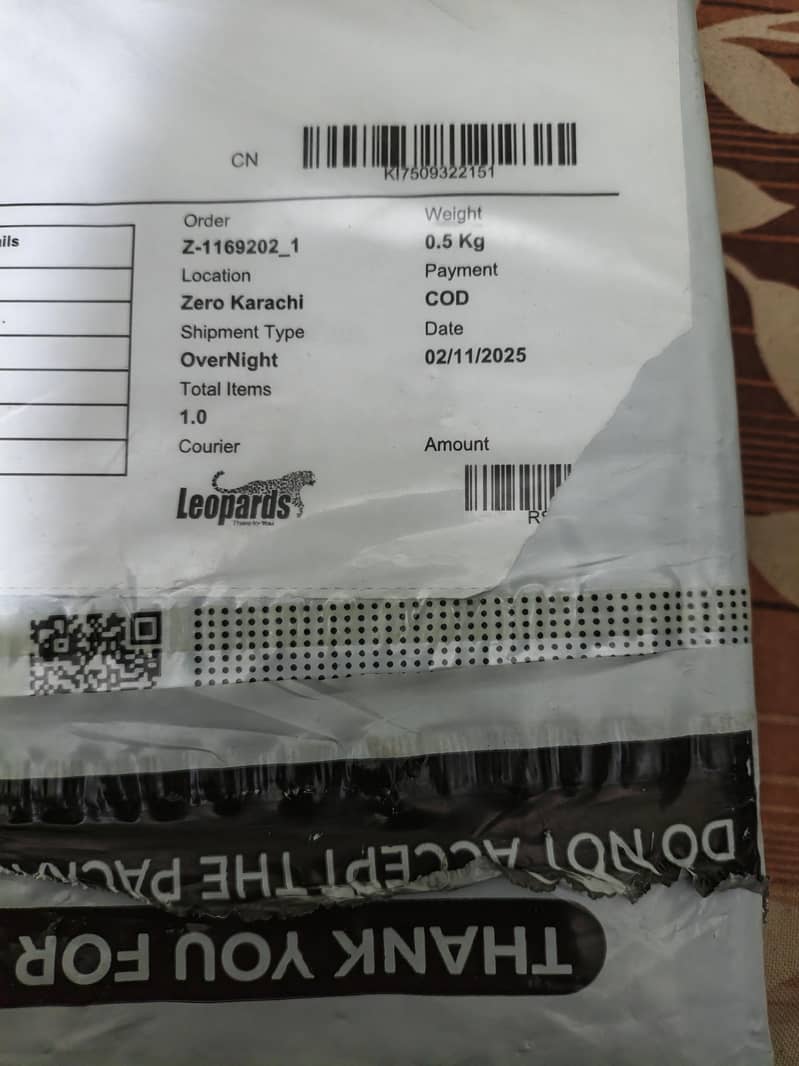 CN
KI7509322151
ils
Order
Z-1169202_1
Location
Zero Karachi
Shipment Type
OverNight
Total Items
1.0
Courier
Leopards
Weight
0.5 Kg
Payment
COD
Date
02/11/2025
Amount
RS
DO NOT ACCEPT THE PACK
THANK YOU FOR